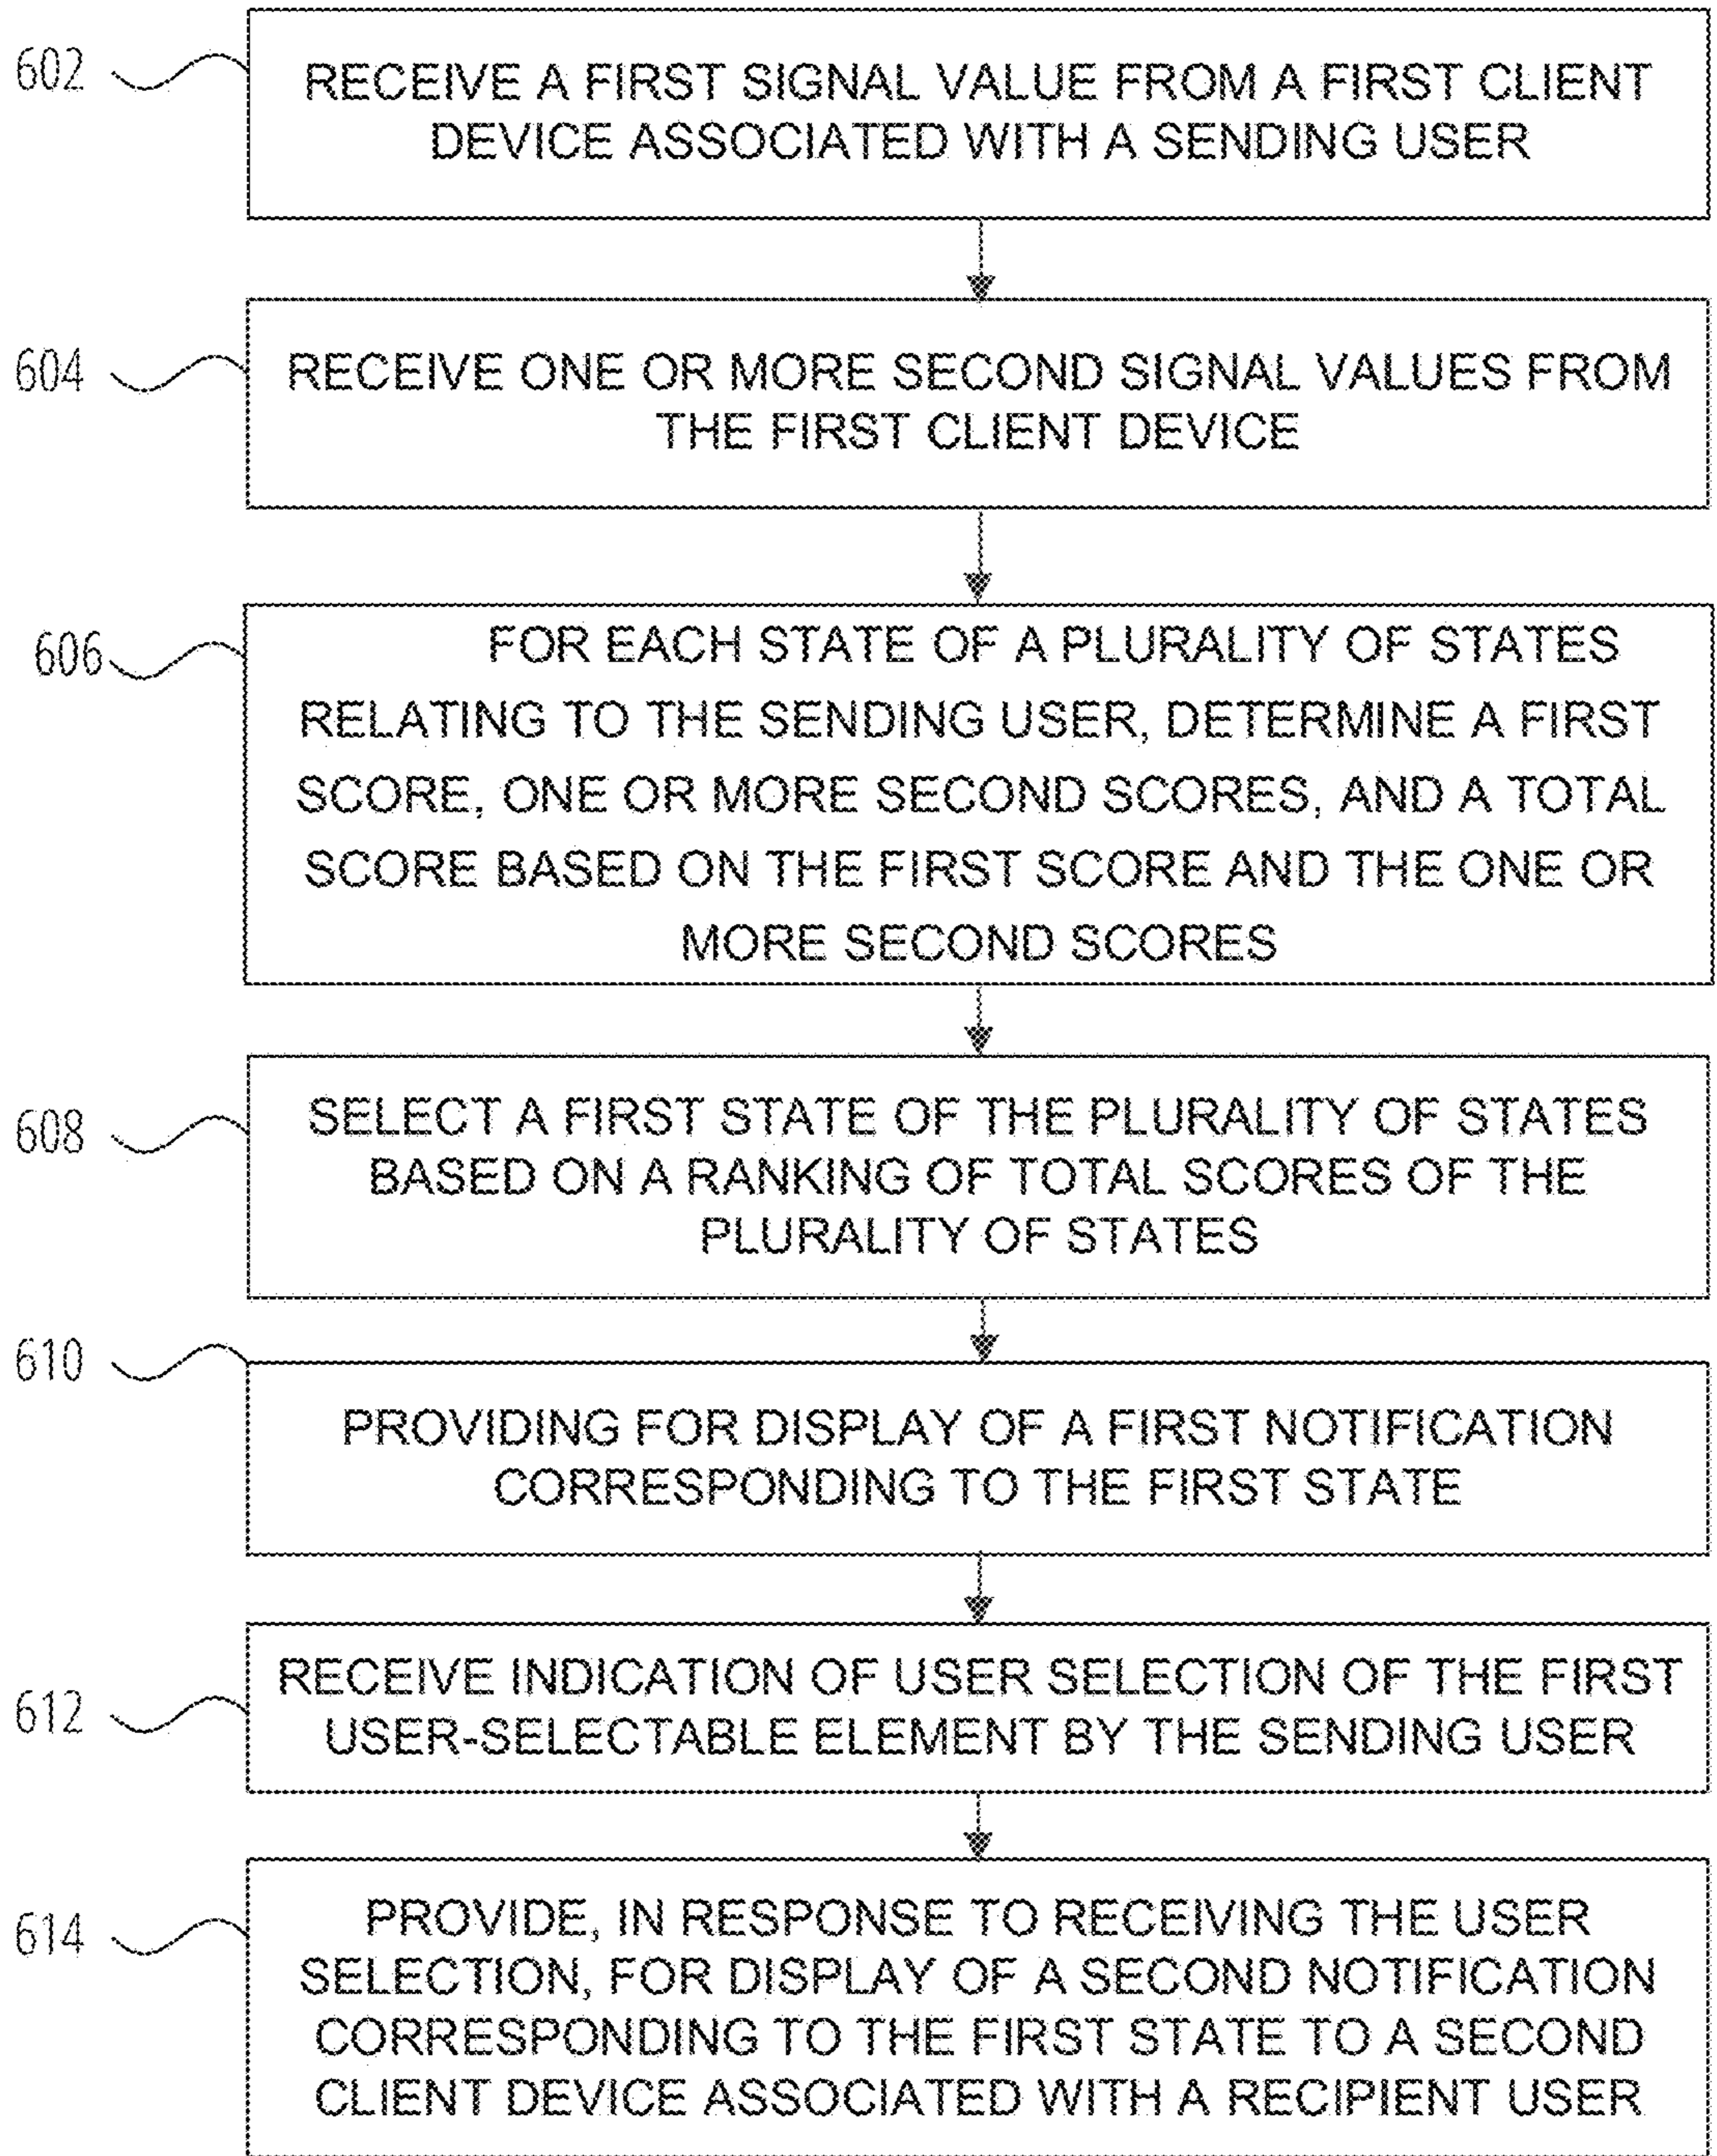 602
RECEIVE A FIRST SIGNAL VALUE FROM A FIRST CLIENT
DEVICE ASSOCIATED WITH A SENDING USER
604
RECEIVE ONE OR MORE SECOND SIGNAL VALUES FROM
THE FIRST CLIENT DEVICE
606
FOR EACH STATE OF A PLURALITY OF STATES
RELATING TO THE SENDING USER, DETERMINE A FIRST
SCORE, ONE OR MORE SECOND SCORES, AND A TOTAL
SCORE BASED ON THE FIRST SCORE AND THE ONE OR
MORE SECOND SCORES
608
SELECT A FIRST STATE OF THE PLURALITY OF STATES
BASED ON A RANKING OF TOTAL SCORES OF THE
PLURALITY OF STATES
610
PROVIDING FOR DISPLAY OF A FIRST NOTIFICATION
CORRESPONDING TO THE FIRST STATE
612
RECEIVE INDICATION OF USER SELECTION OF THE FIRST
USER-SELECTABLE ELEMENT BY THE SENDING USER
614
PROVIDE, IN RESPONSE TO RECEIVING THE USER
SELECTION, FOR DISPLAY OF A SECOND NOTIFICATION
CORRESPONDING TO THE FIRST STATE TO A SECOND
CLIENT DEVICE ASSOCIATED WITH A RECIPIENT USER